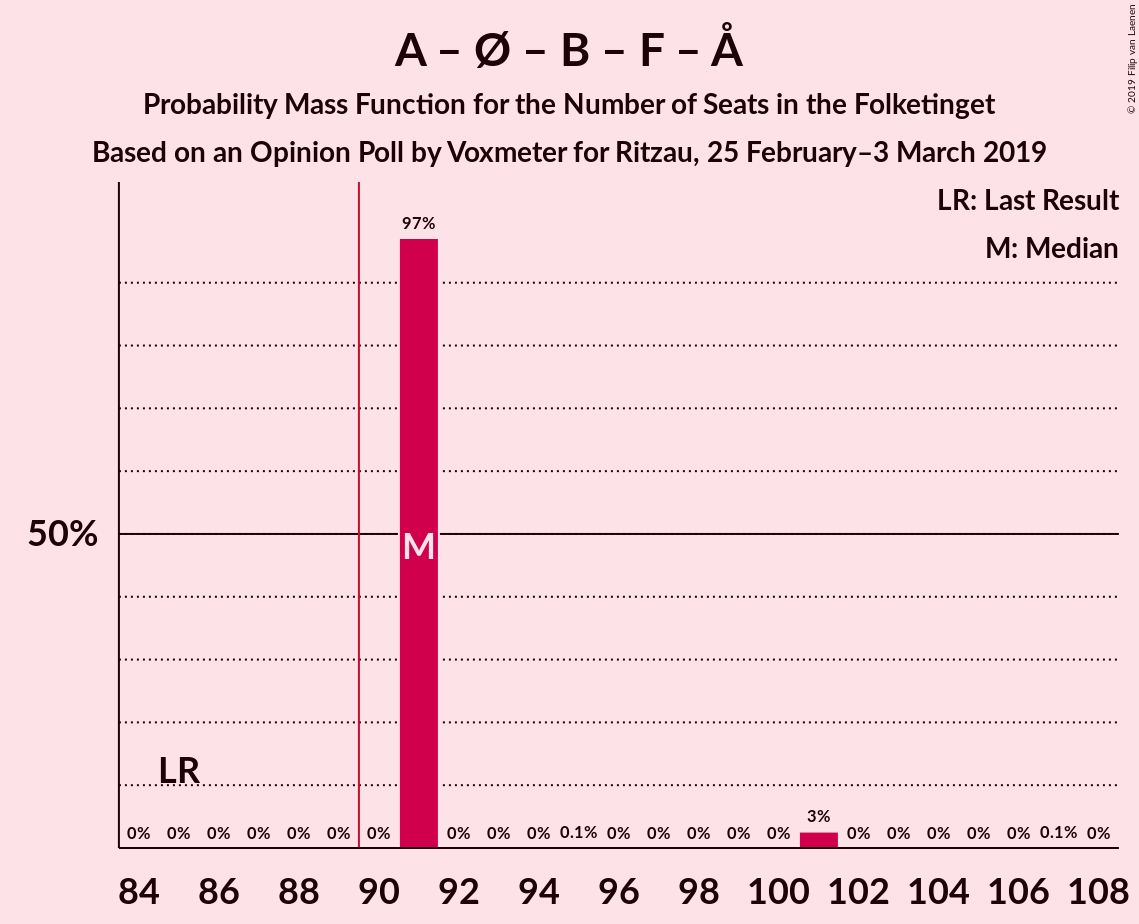 A – Ø – B – F – Å
Probability Mass Function for the Number of Seats in the Folketinget
Based on an Opinion Poll by Voxmeter for Ritzau, 25 February–3 March 2019
© 2019 Filip van Laenen
LR: Last Result
M: Median
97%
50%
M
LR
3%
0% 0% 0% 0% 0% 0% 0% 0% 0% 0% 0.1% 0% 0% 0% 0% 0% 0% 0% 0% 0% 0% 0.1% 0%
84 86 88 90 92 94 96 98 100 102 104 106 108